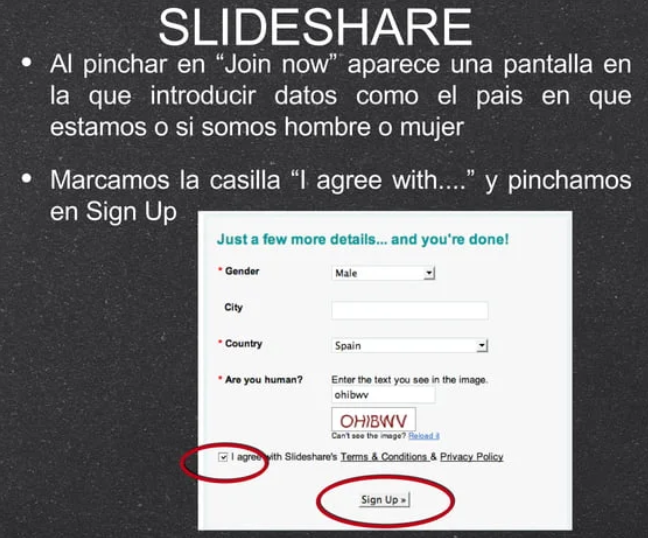 SLIDESHARE
• Al pinchar en “Join now” aparece una pantalla en
la que introducir datos como el pais en que
estamos o si somos hombre o mujer
• Marcamos la casilla “I agree with....” y pinchamos
en Sign Up
Just a few more details... and you're done!
* Gender Male
City
* Country Spain
* Are you human? Enter the text you see in the image.
ohibwv
OHIBWV
Can't see the image? Reload it
I agree with Slideshare's Terms & Conditions & Privacy Policy
Sign Up »